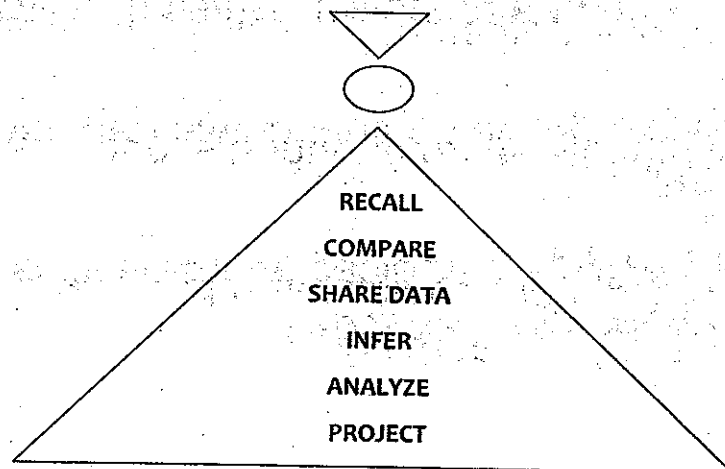 RECALL
COMPARE
SHARE DATA
INFER
ANALYZE
PROJECT